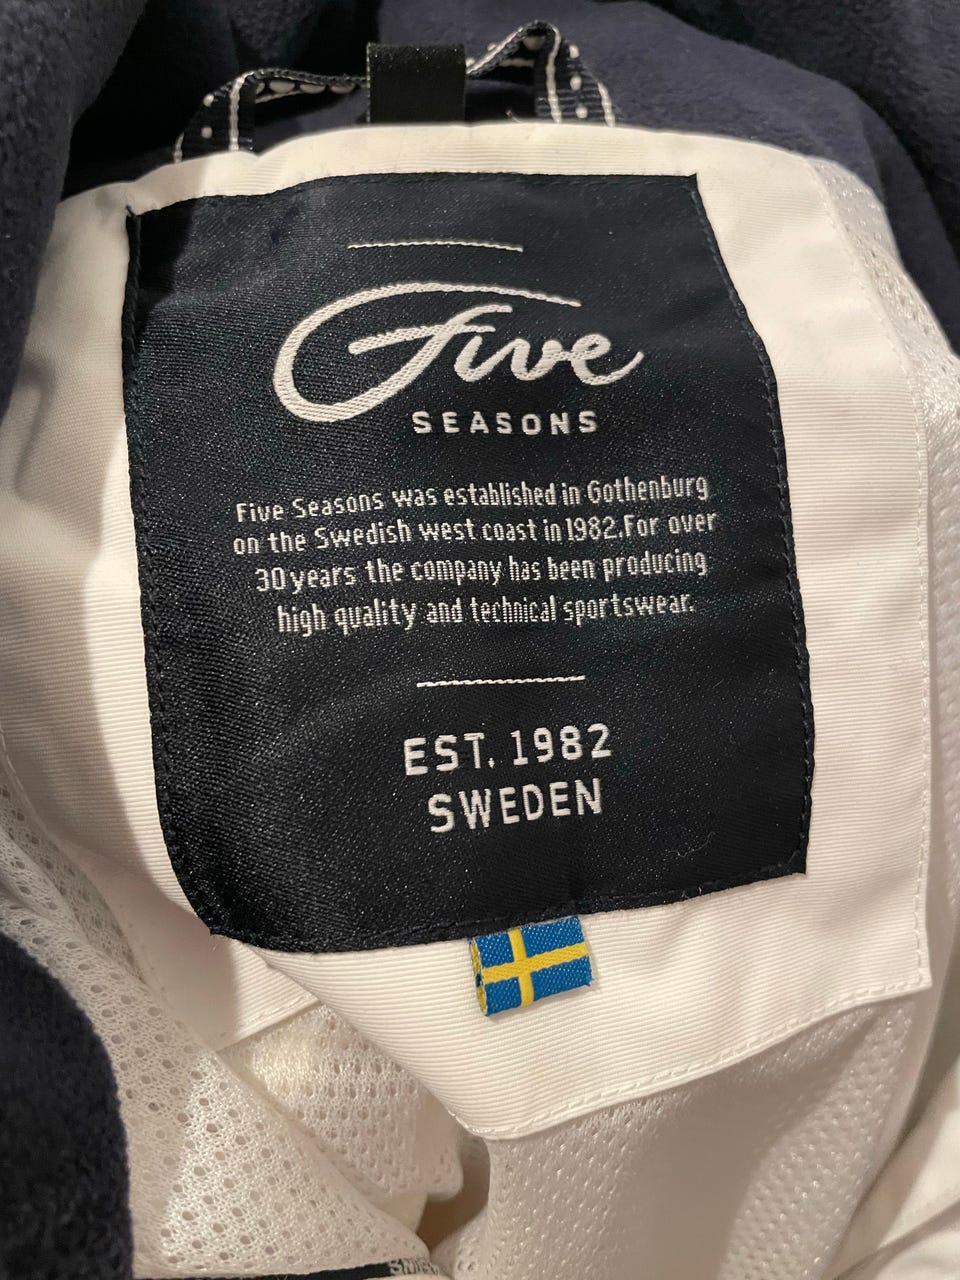 Five
SEASONS
Five Seasons was established in Gothenburg
on the Swedish west coast in 1982.For over
30 years the company has been producing
high quality and technical sportswear.
EST. 1982
SWEDEN